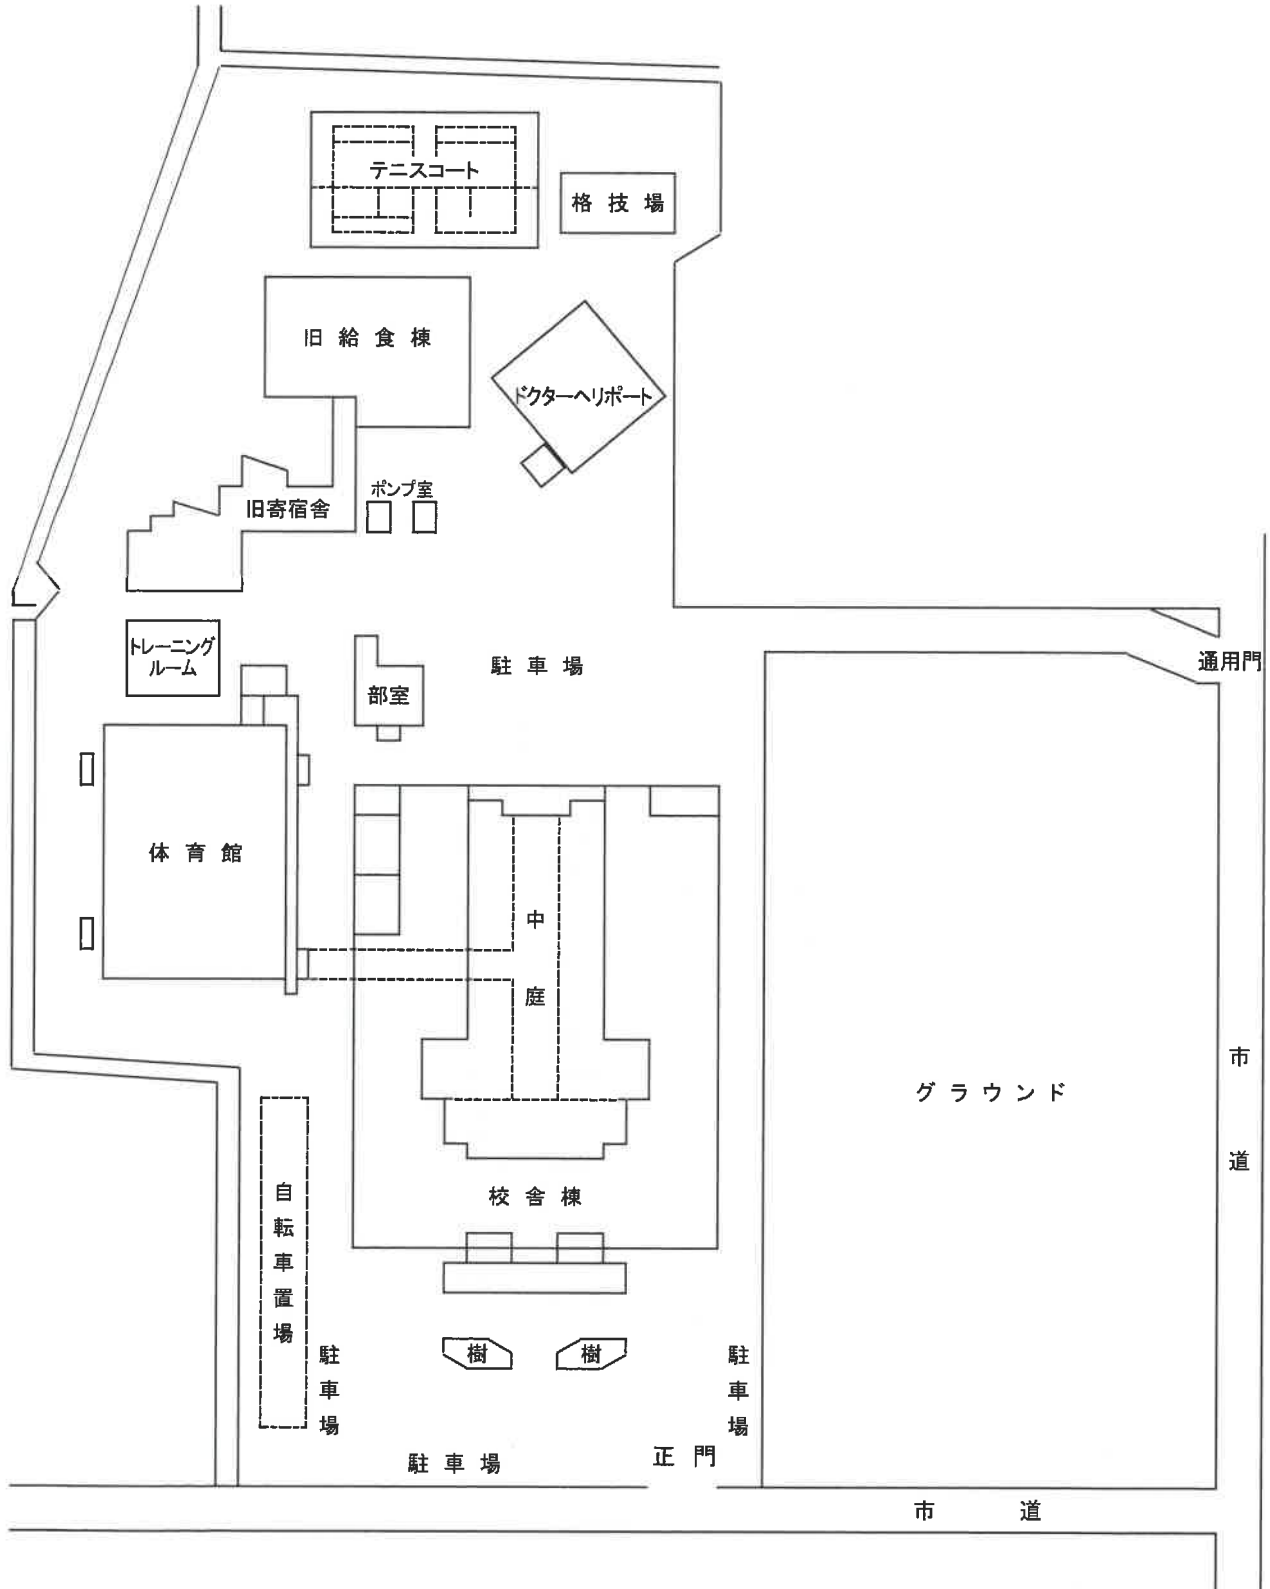 テニスコート
格技場
旧給食棟
ドクターヘリポート
ポンプ室
旧寄宿舎
トレーニング
ルーム
部室
駐車場
通用門
体育館
中庭
グラウンド
市道
校舎棟
自転車置場
樹
樹
駐車場
駐車場
駐車場
正門
市道